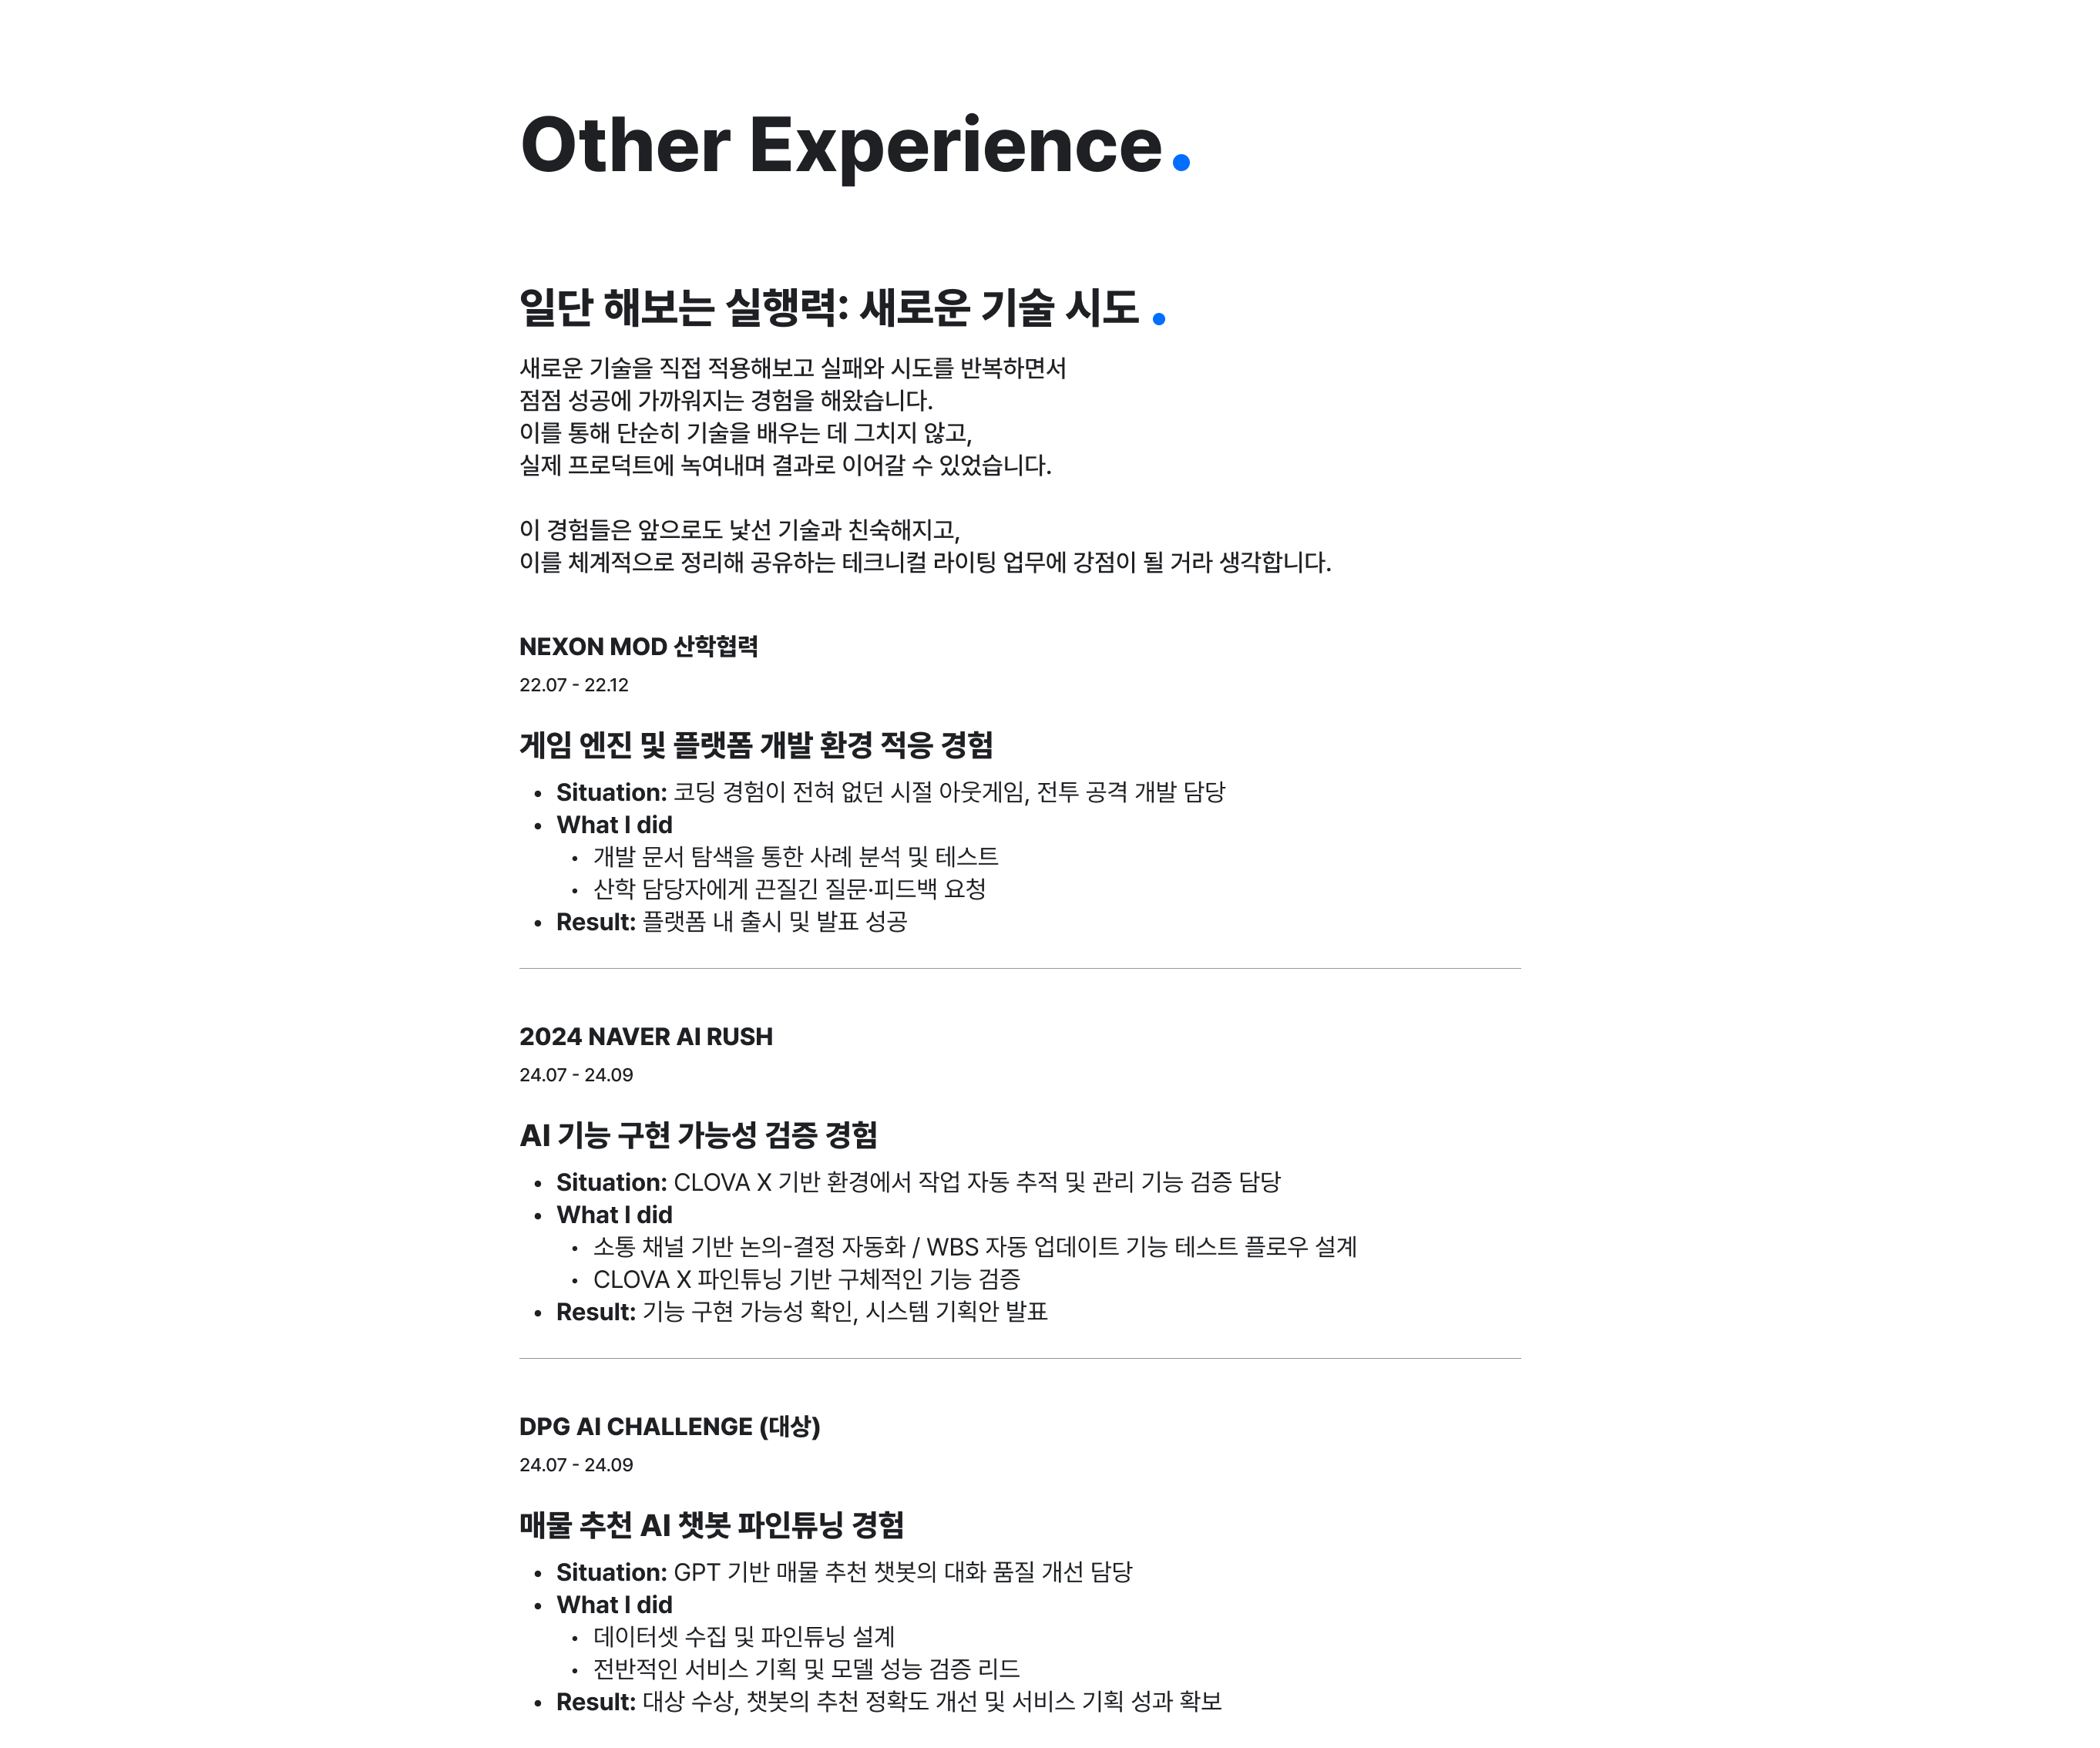 Other Experience.
일단 해보는 실행력: 새로운 기술 시도 .
새로운 기술을 직접 적용해보고 실패와 시도를 반복하면서
점점 성공에 가까워지는 경험을 해왔습니다.
이를 통해 단순히 기술을 배우는 데 그치지 않고,
실제 프로덕트에 녹여내며 결과로 이어갈 수 있었습니다.
이 경험들은 앞으로도 낯선 기술과 친숙해지고,
이를 체계적으로 정리해 공유하는 테크니컬 라이팅 업무에 강점이 될 거라 생각합니다.
NEXON MOD 산학협력
22.07 - 22.12
게임 엔진 및 플랫폼 개발 환경 적응 경험
• Situation: 코딩 경험이 전혀 없던 시절 아웃게임, 전투 공격 개발 담당
• What I did
• 개발 문서 탐색을 통한 사례 분석 및 테스트
• 산학 담당자에게 끈질긴 질문·피드백 요청
• Result: 플랫폼 내 출시 및 발표 성공
2024 NAVER AI RUSH
24.07 - 24.09
AI 기능 구현 가능성 검증 경험
• Situation: CLOVA X 기반 환경에서 작업 자동 추적 및 관리 기능 검증 담당
• What I did
• 소통 채널 기반 논의-결정 자동화 / WBS 자동 업데이트 기능 테스트 플로우 설계
• CLOVA X 파인튜닝 기반 구체적인 기능 검증
• Result: 기능 구현 가능성 확인, 시스템 기획안 발표
DPG AI CHALLENGE (대상)
24.07 - 24.09
매물 추천 AI 챗봇 파인튜닝 경험
• Situation: GPT 기반 매물 추천 챗봇의 대화 품질 개선 담당
• What I did
• 데이터셋 수집 및 파인튜닝 설계
• 전반적인 서비스 기획 및 모델 성능 검증 리드
• Result: 대상 수상, 챗봇의 추천 정확도 개선 및 서비스 기획 성과 확보